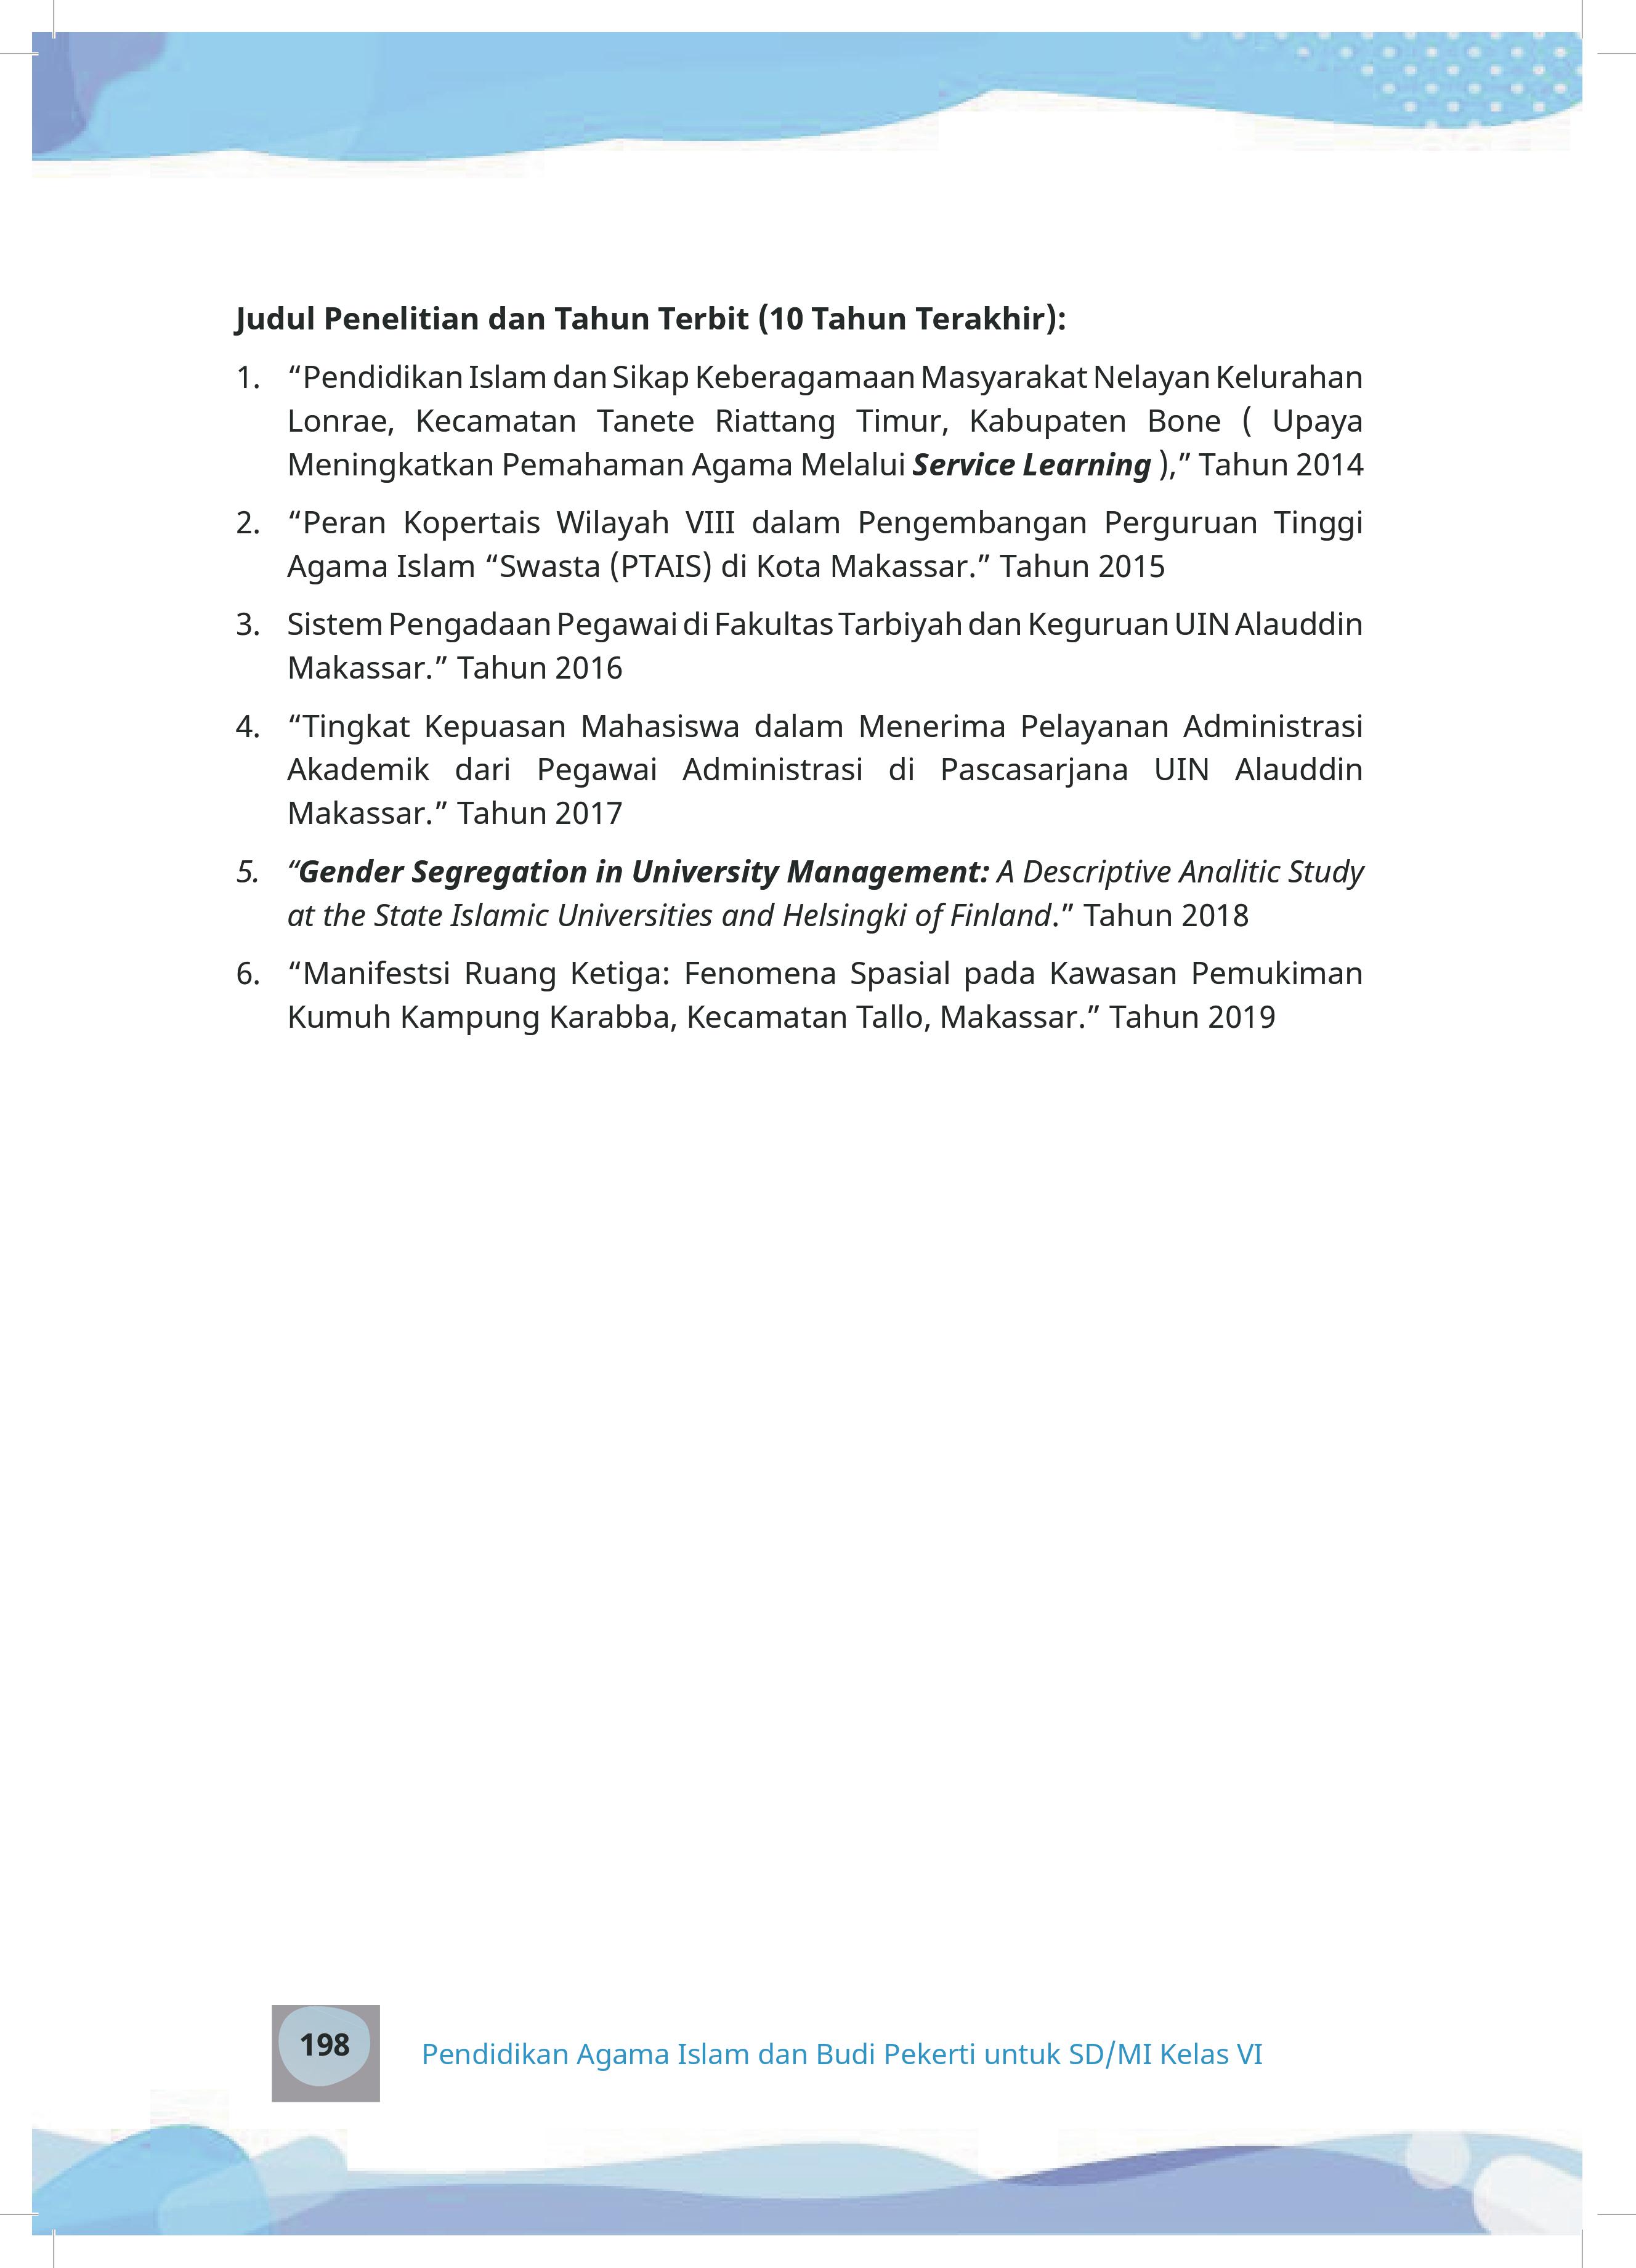 Judul Penelitian dan Tahun Terbit (10 Tahun Terakhir):
1. “Pendidikan Islam dan Sikap Keberagamaan Masyarakat Nelayan Kelurahan
Lonrae, Kecamatan Tanete Riattang Timur, Kabupaten Bone ( Upaya
Meningkatkan Pemahaman Agama Melalui Service Learning ),” Tahun 2014
2. “Peran Kopertais Wilayah VIII dalam Pengembangan Perguruan Tinggi
Agama Islam “Swasta (PTAIS) di Kota Makassar.” Tahun 2015
3. Sistem Pengadaan Pegawai di Fakultas Tarbiyah dan Keguruan UIN Alauddin
Makassar.” Tahun 2016
4. “Tingkat Kepuasan Mahasiswa dalam Menerima Pelayanan Administrasi
Akademik dari Pegawai Administrasi di Pascasarjana UIN Alauddin
Makassar.” Tahun 2017
5. “Gender Segregation in University Management: A Descriptive Analitic Study
at the State Islamic Universities and Helsingki of Finland.” Tahun 2018
6. “Manifestsi Ruang Ketiga: Fenomena Spasial pada Kawasan Pemukiman
Kumuh Kampung Karabba, Kecamatan Tallo, Makassar.” Tahun 2019
198 Pendidikan Agama Islam dan Budi Pekerti untuk SD/MI Kelas VI